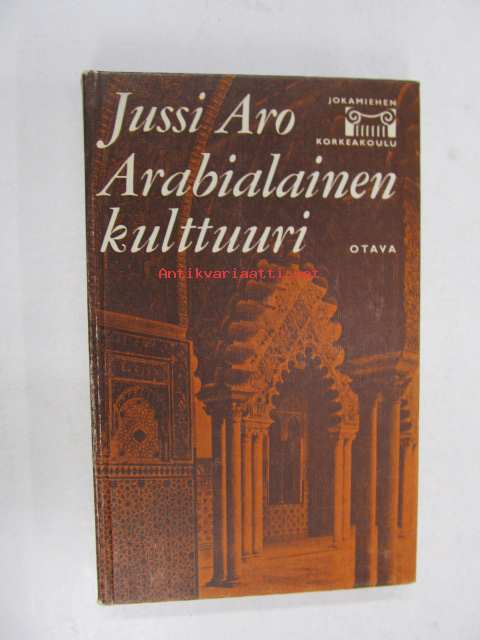 Jussi Aro
JOKAMIEHEN
KORKEAKOULU
Arabialainen
kulttuuri
OTAVA
Antikvariaatti.net